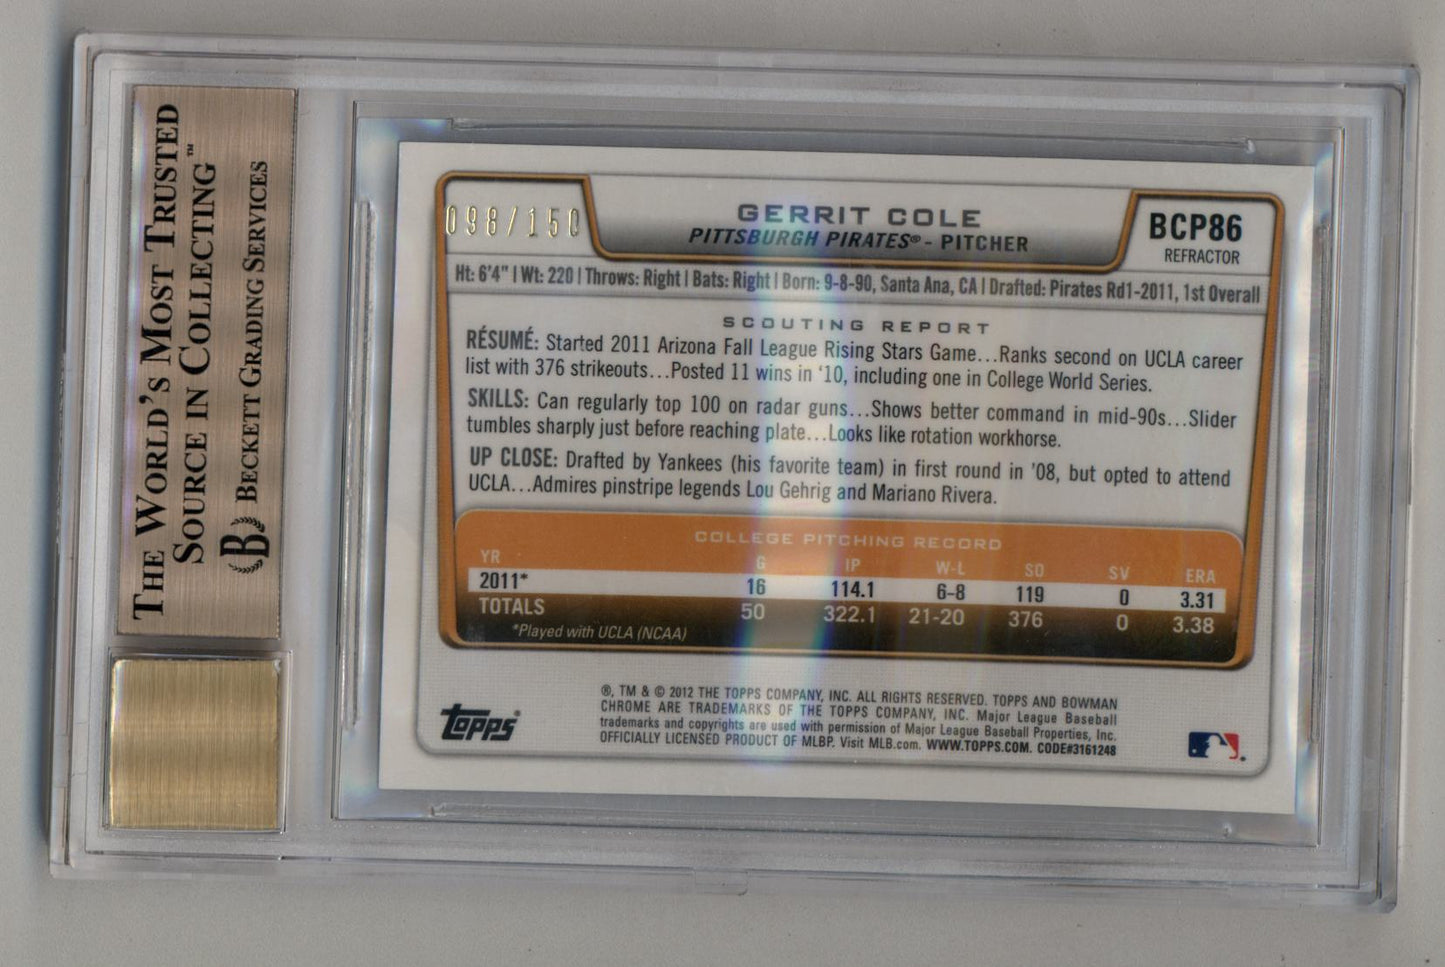 THE WORLD'S MOST TRUSTED
SOURCE IN COLLECTING™
B BECKETT GRADING SERVICES
098/150
GERRIT COLE
PITTSBURGH PIRATES® - PITCHER
BCP86
REFRACTOR
Ht: 6'4" | Wt: 220 | Throws: Right | Bats: Right | Born: 9-8-90, Santa Ana, CA | Drafted: Pirates Rd1-2011, 1st Overall
SCOUTING REPORT
RÉSUMÉ: Started 2011 Arizona Fall League Rising Stars Game...Ranks second on UCLA career
list with 376 strikeouts...Posted 11 wins in '10, including one in College World Series.
SKILLS: Can regularly top 100 on radar guns...Shows better command in mid-90s...Slider
tumbles sharply just before reaching plate...Looks like rotation workhorse.
UP CLOSE: Drafted by Yankees (his favorite team) in first round in '08, but opted to attend
UCLA...Admires pinstripe legends Lou Gehrig and Mariano Rivera.
COLLEGE PITCHING RECORD
YR G IP W-L SO SV ERA
2011* 16 114.1 6-8 119 0 3.31
TOTALS 50 322.1 21-20 376 0 3.38
*Played with UCLA (NCAA)
topps®
®, TM & © 2012 THE TOPPS COMPANY, INC. ALL RIGHTS RESERVED. TOPPS AND BOWMAN
CHROME ARE TRADEMARKS OF THE TOPPS COMPANY, INC. Major League Baseball
trademarks and copyrights are used with permission of Major League Baseball Properties, Inc.
OFFICIALLY LICENSED PRODUCT OF MLBP. Visit MLB.com. WWW.TOPPS.COM. CODE#3161248